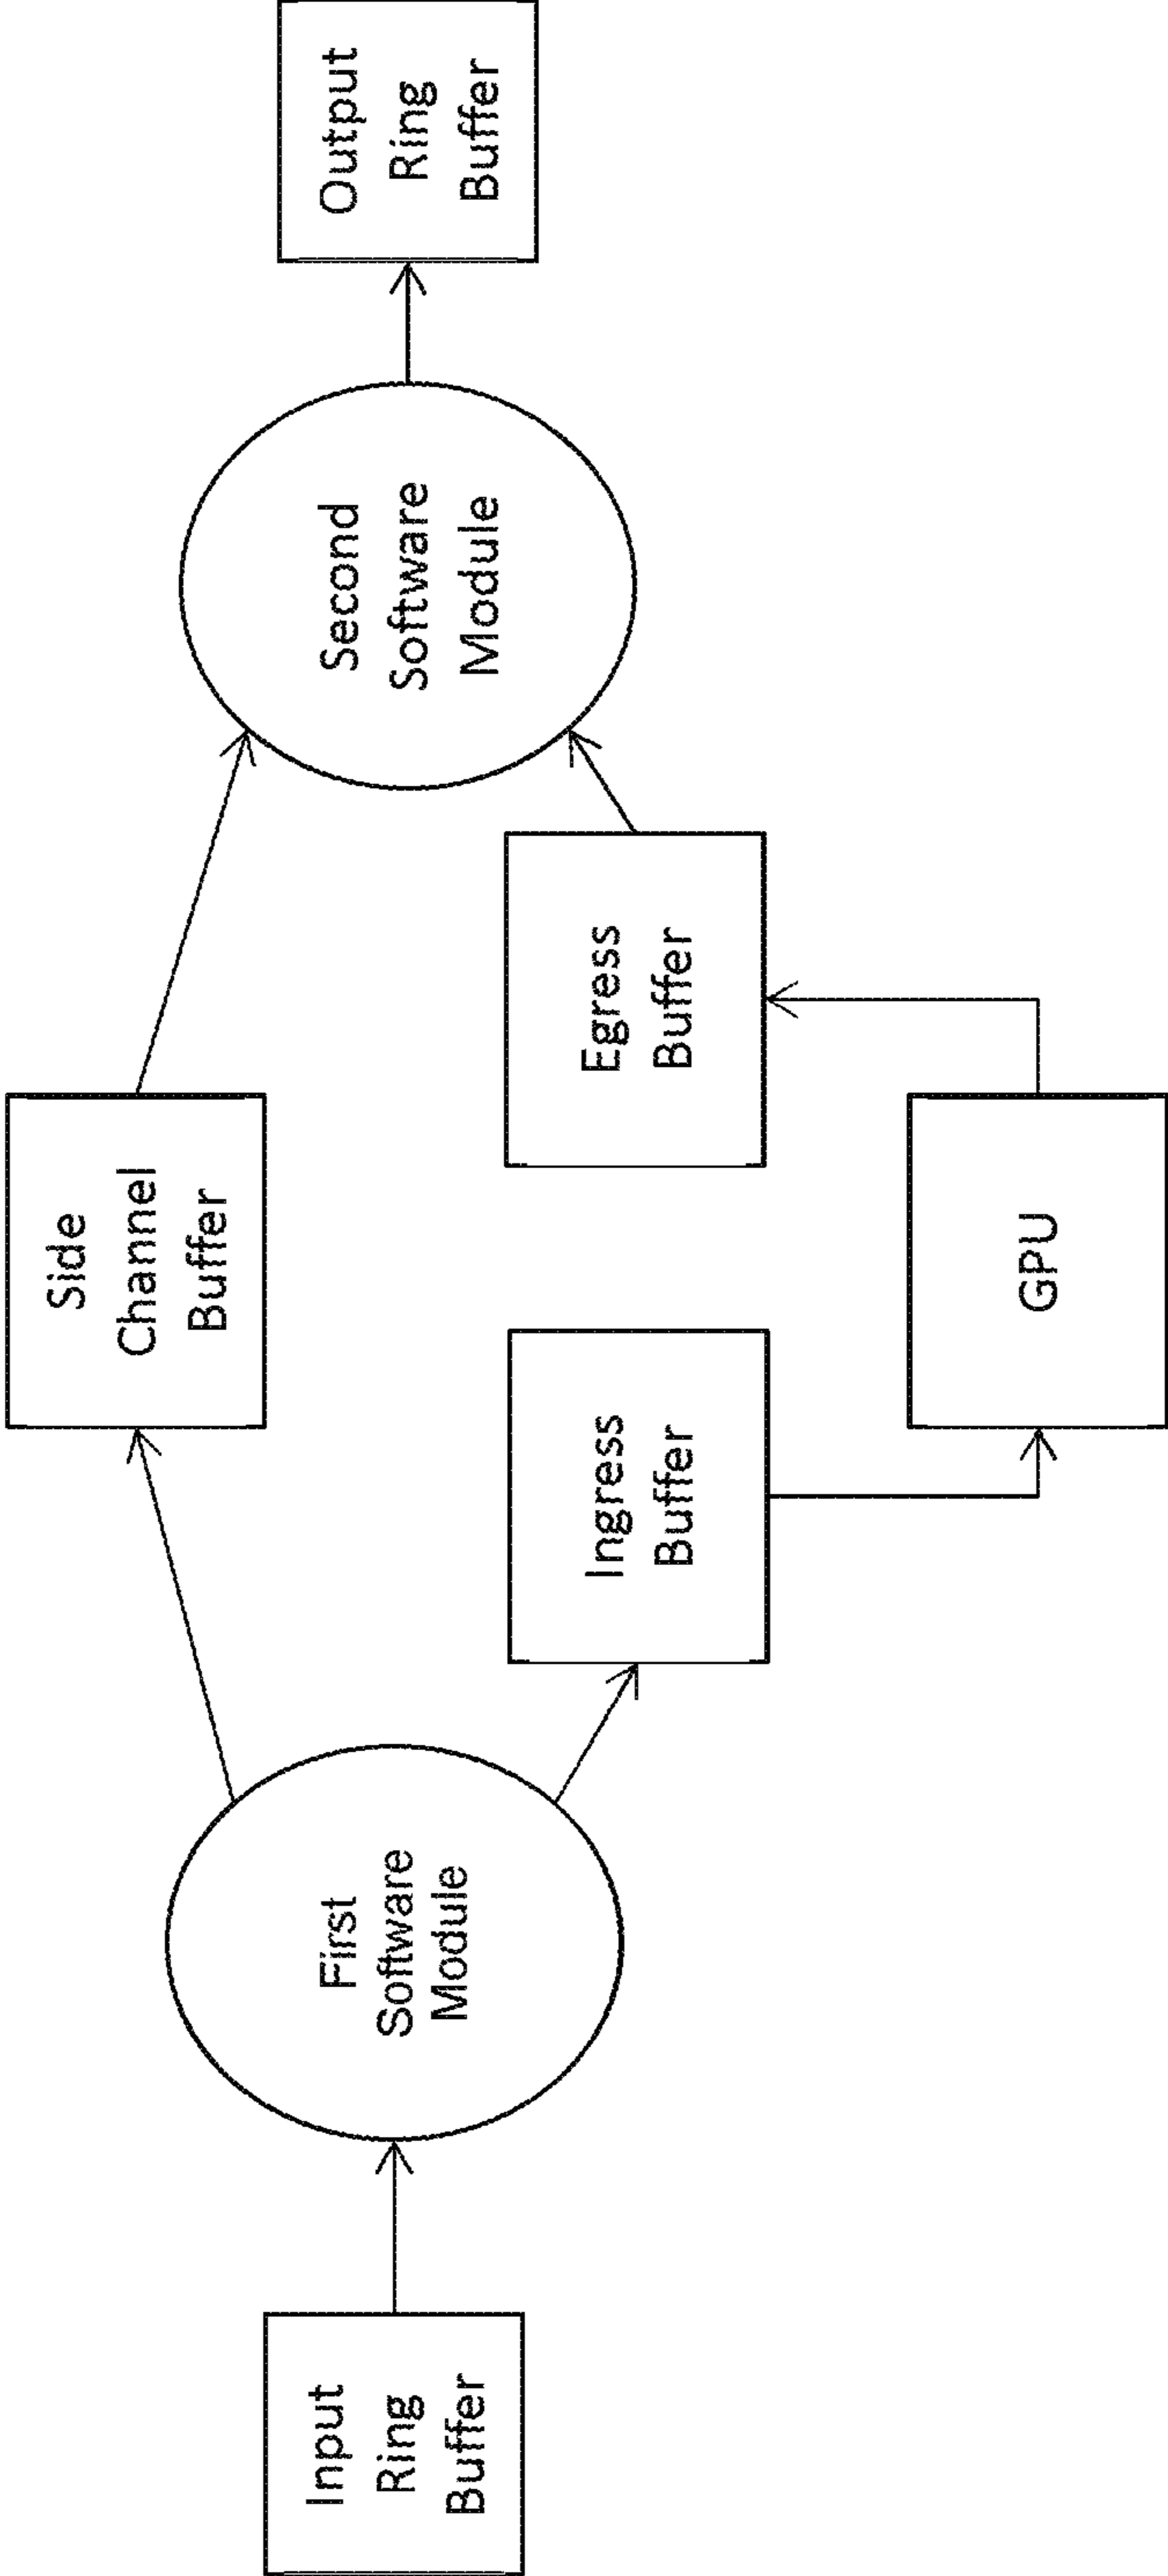 Input
Ring
Buffer
First
Software
Module
Side
Channel
Buffer
Ingress
Buffer
GPU
Egress
Buffer
Second
Software
Module
Output
Ring
Buffer